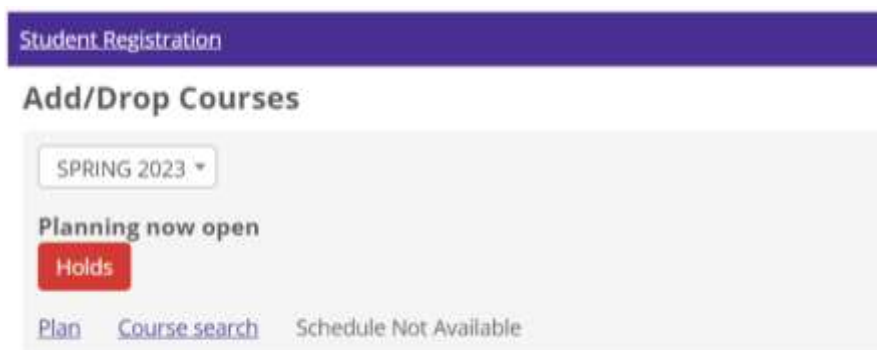 Student Registration
Add/Drop Courses
SPRING 2023
Planning now open
Holds
Plan Course search Schedule Not Available